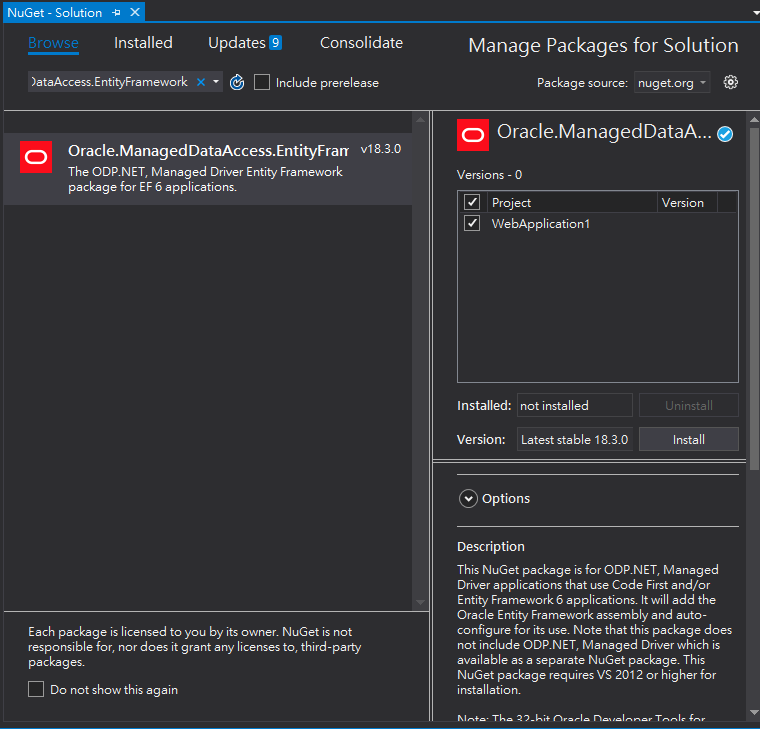 NuGet - Solution
Browse Installed Updates 9 Consolidate
Manage Packages for Solution
DataAccess.EntityFramework
Include prerelease
Package source: nuget.org
Oracle.ManagedDataAccess.EntityFram v18.3.0
The ODP.NET, Managed Driver Entity Framework
package for EF 6 applications.
Each package is licensed to you by its owner. NuGet is not
responsible for, nor does it grant any licenses to, third-party
packages.
Do not show this again
Oracle.ManagedDataA...
Versions - 0
Project Version
WebApplication1
Installed: not installed Uninstall
Version: Latest stable 18.3.0 Install
Options
Description
This NuGet package is for ODP.NET, Managed
Driver applications that use Code First and/or
Entity Framework 6 applications. It will add the
Oracle Entity Framework assembly and auto-
configure for its use. Note that this package does
not include ODP.NET, Managed Driver which is
available as a separate NuGet package. This
NuGet package requires VS 2012 or higher for
installation.
Note: The 32-bit Oracle Developer Tools for